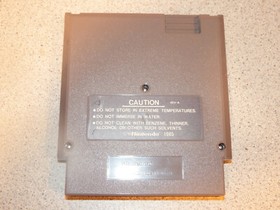 CAUTION
•DO NOT STORE IN EXTREME TEMPERATURES.
•DO NOT IMMERSE IN WATER.
•DO NOT CLEAN WITH BENZENE, THINNER,
ALCOHOL OR OTHER SUCH SOLVENTS.
Nintendo 1985